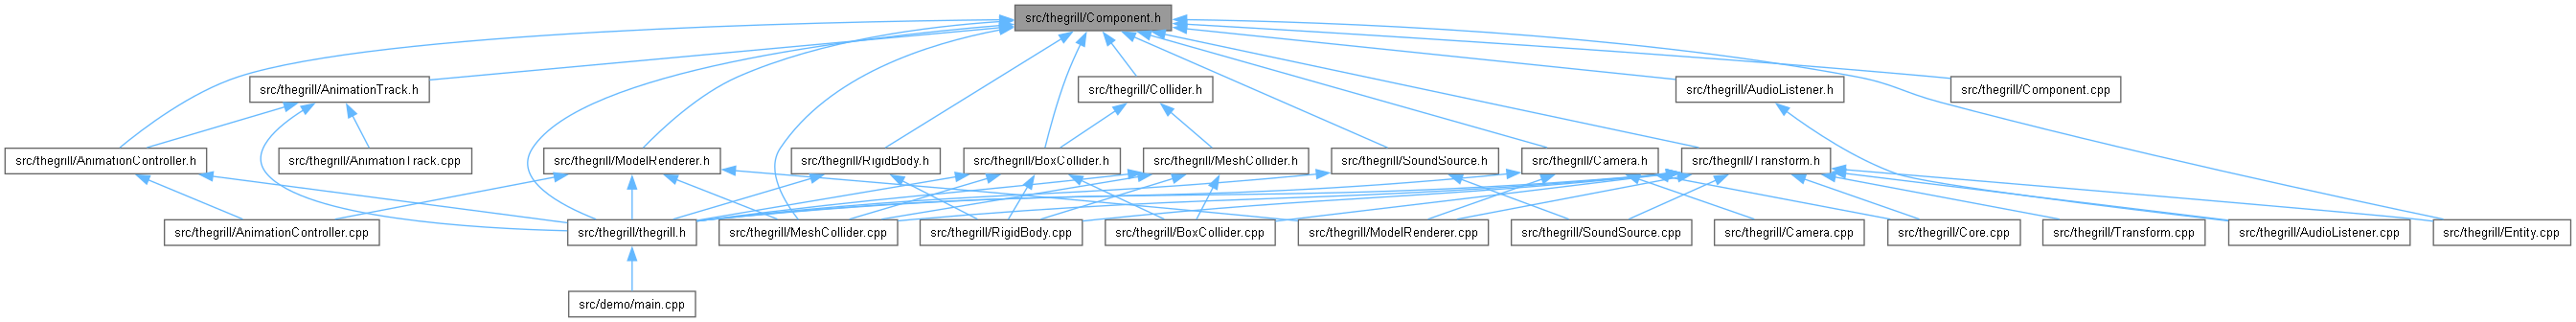 src/thegrill/Component.h
src/thegrill/AnimationTrack.h
src/thegrill/Collider.h
src/thegrill/AudioListener.h
src/thegrill/Component.cpp
src/thegrill/AnimationController.h
src/thegrill/AnimationTrack.cpp
src/thegrill/ModelRenderer.h
src/thegrill/RigidBody.h
src/thegrill/BoxCollider.h
src/thegrill/MeshCollider.h
src/thegrill/SoundSource.h
src/thegrill/Camera.h
src/thegrill/Transform.h
src/thegrill/AnimationController.cpp
src/thegrill/thegrill.h
src/thegrill/MeshCollider.cpp
src/thegrill/RigidBody.cpp
src/thegrill/BoxCollider.cpp
src/thegrill/ModelRenderer.cpp
src/thegrill/SoundSource.cpp
src/thegrill/Camera.cpp
src/thegrill/Core.cpp
src/thegrill/Transform.cpp
src/thegrill/AudioListener.cpp
src/thegrill/Entity.cpp
src/demo/main.cpp